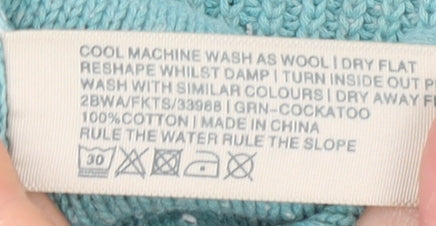 COOL MACHINE WASH AS WOOL | DRY FLAT
RESHAPE WHILST DAMP | TURN INSIDE OUT
WASH WITH SIMILAR COLOURS | DRY AWAY
2BWA/FKTS/33988 | GRN-COCKATOO
100%COTTON | MADE IN CHINA
RULE THE WATER RULE THE SLOPE
30